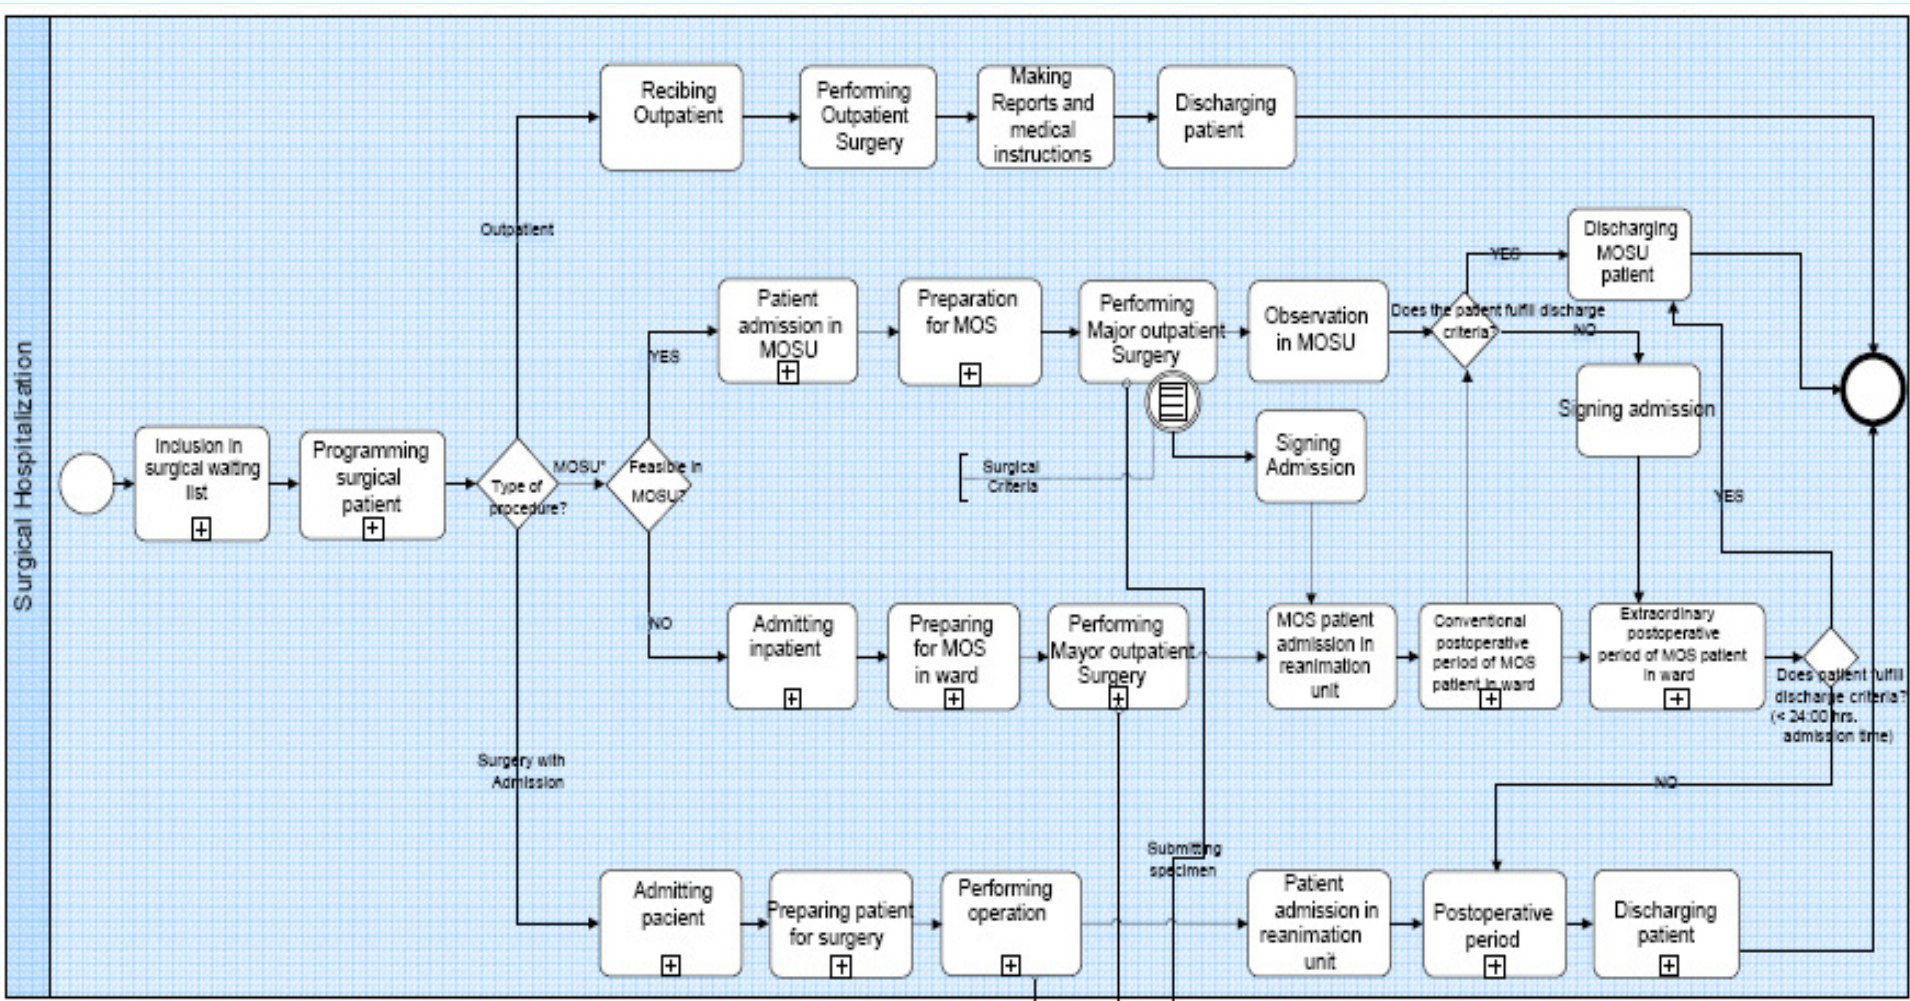 Surgical Hospitalization
Recibing
Outpatient
Performing
Outpatient
Surgery
Making
Reports and
medical
instructions
Discharging
patient
Outpatient
Discharging
MOSU
patient
YES
Patient
admission in
MOSU
Preparation
for MOS
Performing
Major outpatient
Surgery
Observation
in MOSU
Does the patient fulfill discharge
criteria?
NO
YES
Signing admission
Inclusion in
surgical waiting
list
Programming
surgical
patient
Type of
procedure?
MOSU"
Feasible in
MOSU?
Surgical
Criteria
Signing
Admission
YES
NO
Admitting
inpatient
Preparing
for MOS
in ward
Performing
Mayor outpatient
Surgery
MOS patient
admission in
reanimation
unit
Conventional
postoperative
period of MOS
patient in ward
Extraordinary
postoperative
period of MOS patient
in ward
Does patient fulfill
discharge criteria?
(< 24:00 hrs.
admission time)
Surgery with
Admission
NO
Submitting
specimen
Admitting
pacient
Preparing patient
for surgery
Performing
operation
Patient
admission in
reanimation
unit
Postoperative
period
Discharging
patient